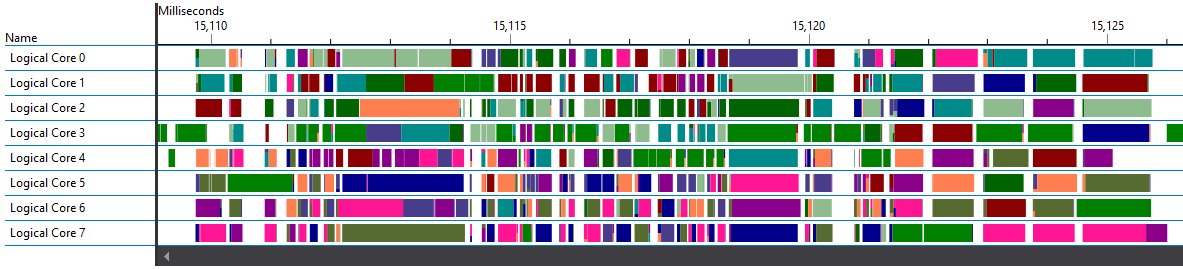 Milliseconds
15,110 15,115 15,120 15,125
Name
Logical Core 0
Logical Core 1
Logical Core 2
Logical Core 3
Logical Core 4
Logical Core 5
Logical Core 6
Logical Core 7